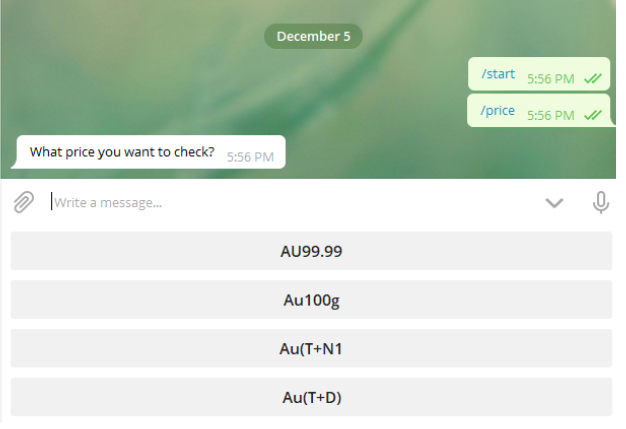 December 5
/start 5:56 PM
/price 5:56 PM
What price you want to check? 5:56 PM
Write a message...
AU99.99
Au100g
Au(T+N1
Au(T+D)